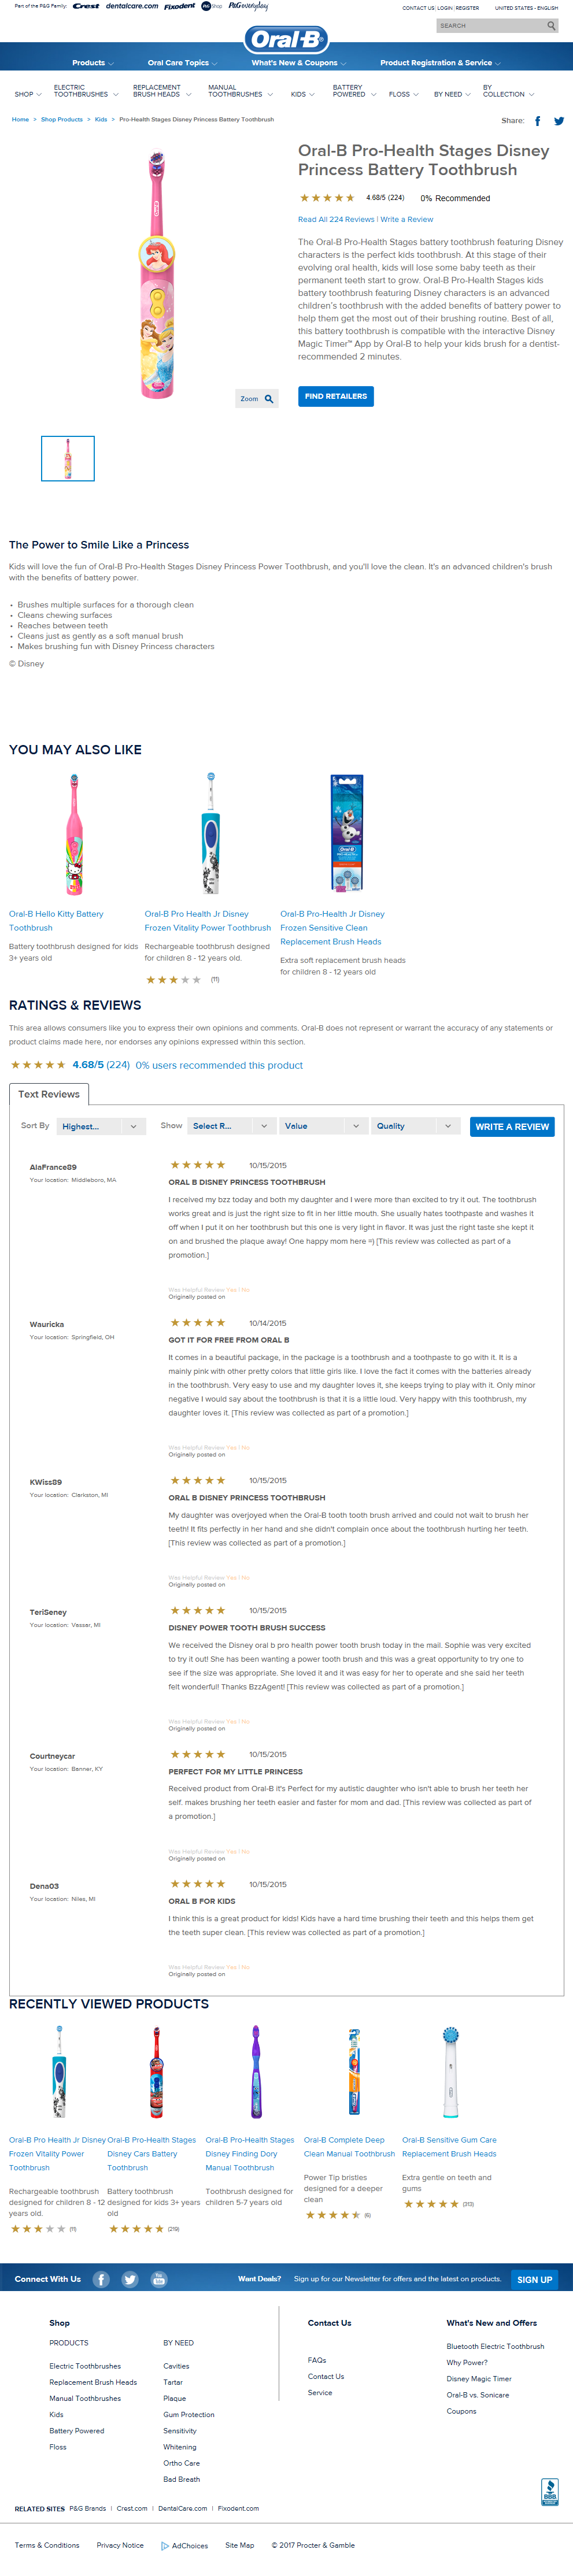 Part of the P&G Family: Crest dentalcare.com Fixodent P&G Shop P&Geveryday
CONTACT US LOGIN REGISTER UNITED STATES - ENGLISH
SEARCH
Oral-B
Products Oral Care Topics What's New & Coupons Product Registration & Service
SHOP ELECTRIC TOOTHBRUSHES REPLACEMENT BRUSH HEADS MANUAL TOOTHBRUSHES KIDS BATTERY POWERED FLOSS BY NEED BY COLLECTION
Home > Shop Products > Kids > Pro-Health Stages Disney Princess Battery Toothbrush
Share:
Oral-B Pro-Health Stages Disney
Princess Battery Toothbrush
4.68/5 (224) 0% Recommended
Read All 224 Reviews | Write a Review
The Oral-B Pro-Health Stages battery toothbrush featuring Disney
characters is the perfect kids toothbrush. At this stage of their
evolving oral health, kids will lose some baby teeth as their
permanent teeth start to grow. Oral-B Pro-Health Stages kids
battery toothbrush featuring Disney characters is an advanced
children's toothbrush with the added benefits of battery power to
help them get the most out of their brushing routine. Best of all,
this battery toothbrush is compatible with the interactive Disney
Magic Timer™ App by Oral-B to help your kids brush for a dentist-
recommended 2 minutes.
Zoom
FIND RETAILERS
The Power to Smile Like a Princess
Kids will love the fun of Oral-B Pro-Health Stages Disney Princess Power Toothbrush, and you'll love the clean. It's an advanced children's brush
with the benefits of battery power.
• Brushes multiple surfaces for a thorough clean
• Cleans chewing surfaces
• Reaches between teeth
• Cleans just as gently as a soft manual brush
• Makes brushing fun with Disney Princess characters
© Disney
YOU MAY ALSO LIKE
Oral-B Hello Kitty Battery
Toothbrush
Battery toothbrush designed for kids
3+ years old
Oral-B Pro Health Jr Disney
Frozen Vitality Power Toothbrush
Rechargeable toothbrush designed
for children 8 - 12 years old.
(11)
Oral-B Pro-Health Jr Disney
Frozen Sensitive Clean
Replacement Brush Heads
Extra soft replacement brush heads
for children 8 - 12 years old
RATINGS & REVIEWS
This area allows consumers like you to express their own opinions and comments. Oral-B does not represent or warrant the accuracy of any statements or
product claims made here, nor endorses any opinions expressed within this section.
4.68/5 (224) 0% users recommended this product
Text Reviews
Sort By Highest... Show Select R... Value Quality WRITE A REVIEW
AlaFrance89
Your location: Middleboro, MA
10/15/2015
ORAL B DISNEY PRINCESS TOOTHBRUSH
I received my bzz today and both my daughter and I were more than excited to try it out. The toothbrush
works great and is just the right size to fit in her little mouth. She usually hates toothpaste and washes it
off when I put it on her toothbrush but this one is very light in flavor. It was just the right taste she kept it
on and brushed the plaque away! One happy mom here =) [This review was collected as part of a
promotion.]
Was Helpful Review Yes | No
Originally posted on
Wauricka
Your location: Springfield, OH
10/14/2015
GOT IT FOR FREE FROM ORAL B
It comes in a beautiful package, in the package is a toothbrush and a toothpaste to go with it. It is a
mainly pink with other pretty colors that little girls like. I love the fact it comes with the batteries already
in the toothbrush. Very easy to use and my daughter loves it, she keeps trying to play with it. Only minor
negative I would say about the toothbrush is that it is a little loud. Very happy with this toothbrush, my
daughter loves it. [This review was collected as part of a promotion.]
Was Helpful Review Yes | No
Originally posted on
KWiss89
Your location: Clarkston, MI
10/15/2015
ORAL B DISNEY PRINCESS TOOTHBRUSH
My daughter was overjoyed when the Oral-B tooth tooth brush arrived and could not wait to brush her
teeth! It fits perfectly in her hand and she didn't complain once about the toothbrush hurting her teeth.
[This review was collected as part of a promotion.]
Was Helpful Review Yes | No
Originally posted on
TeriSeney
Your location: Vassar, MI
10/15/2015
DISNEY POWER TOOTH BRUSH SUCCESS
We received the Disney oral b pro health power tooth brush today in the mail. Sophie was very excited
to try it out! She has been wanting a power tooth brush and this was a great opportunity to try one to
see if the size was appropriate. She loved it and it was easy for her to operate and she said her teeth
felt wonderful! Thanks BzzAgent! [This review was collected as part of a promotion.]
Was Helpful Review Yes | No
Originally posted on
Courtneycar
Your location: Banner, KY
10/15/2015
PERFECT FOR MY LITTLE PRINCESS
Received product from Oral-B it's Perfect for my autistic daughter who isn't able to brush her teeth her
self. makes brushing her teeth easier and faster for mom and dad. [This review was collected as part of
a promotion.]
Was Helpful Review Yes | No
Originally posted on
Dena03
Your location: Niles, MI
10/15/2015
ORAL B FOR KIDS
I think this is a great product for kids! Kids have a hard time brushing their teeth and this helps them get
the teeth super clean. [This review was collected as part of a promotion.]
Was Helpful Review Yes | No
Originally posted on
RECENTLY VIEWED PRODUCTS
Oral-B Pro Health Jr Disney
Frozen Vitality Power
Toothbrush
Rechargeable toothbrush
designed for children 8 - 12
years old.
(11)
Oral-B Pro-Health Stages
Disney Cars Battery
Toothbrush
Battery toothbrush
designed for kids 3+ years
old
(219)
Oral-B Pro-Health Stages
Disney Finding Dory
Manual Toothbrush
Toothbrush designed for
children 5-7 years old
Oral-B Complete Deep
Clean Manual Toothbrush
Power Tip bristles
designed for a deeper
clean
(6)
Oral-B Sensitive Gum Care
Replacement Brush Heads
Extra gentle on teeth and
gums
(313)
Connect With Us
Want Deals? Sign up for our Newsletter for offers and the latest on products. SIGN UP
Shop
PRODUCTS
Electric Toothbrushes
Replacement Brush Heads
Manual Toothbrushes
Kids
Battery Powered
Floss
BY NEED
Cavities
Tartar
Plaque
Gum Protection
Sensitivity
Whitening
Ortho Care
Bad Breath
Contact Us
FAQs
Contact Us
Service
What's New and Offers
Bluetooth Electric Toothbrush
Why Power?
Disney Magic Timer
Oral-B vs. Sonicare
Coupons
BBB
RELATED SITES P&G Brands | Crest.com | DentalCare.com | Fixodent.com
Terms & Conditions Privacy Notice AdChoices Site Map © 2017 Procter & Gamble